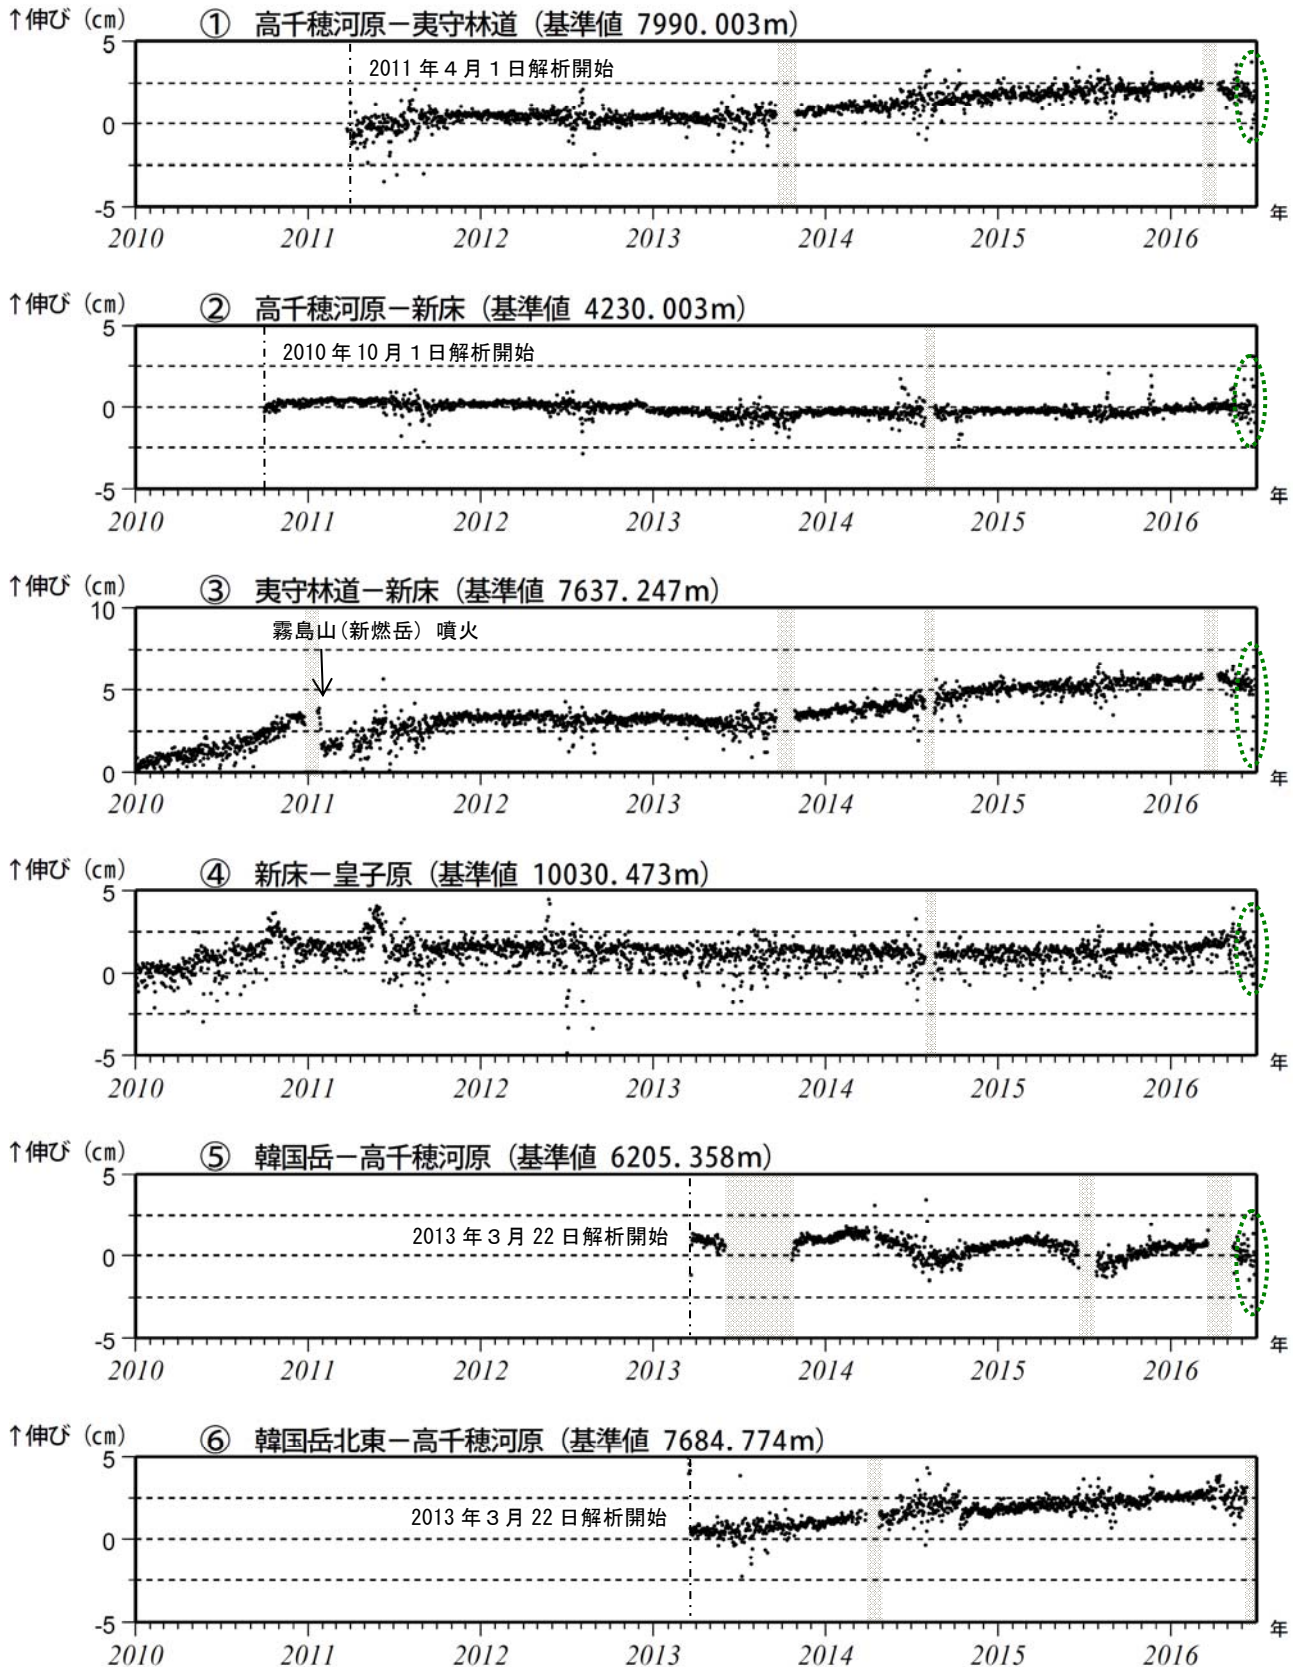 ↑伸び（cm） ① 高千穂河原－夷守林道（基準値 7990.003m）
5
2011年4月1日解析開始
0
-5
年
2010 2011 2012 2013 2014 2015 2016
↑伸び（cm） ② 高千穂河原－新床（基準値 4230.003m）
5
2010年10月1日解析開始
0
-5
年
2010 2011 2012 2013 2014 2015 2016
↑伸び（cm） ③ 夷守林道－新床（基準値 7637.247m）
10
霧島山(新燃岳) 噴火
5
0
年
2010 2011 2012 2013 2014 2015 2016
↑伸び（cm） ④ 新床－皇子原（基準値 10030.473m）
5
0
-5
年
2010 2011 2012 2013 2014 2015 2016
↑伸び（cm） ⑤ 韓国岳－高千穂河原（基準値 6205.358m）
5
2013年3月22日解析開始
0
-5
年
2010 2011 2012 2013 2014 2015 2016
↑伸び（cm） ⑥ 韓国岳北東－高千穂河原（基準値 7684.774m）
5
2013年3月22日解析開始
0
-5
年
2010 2011 2012 2013 2014 2015 2016